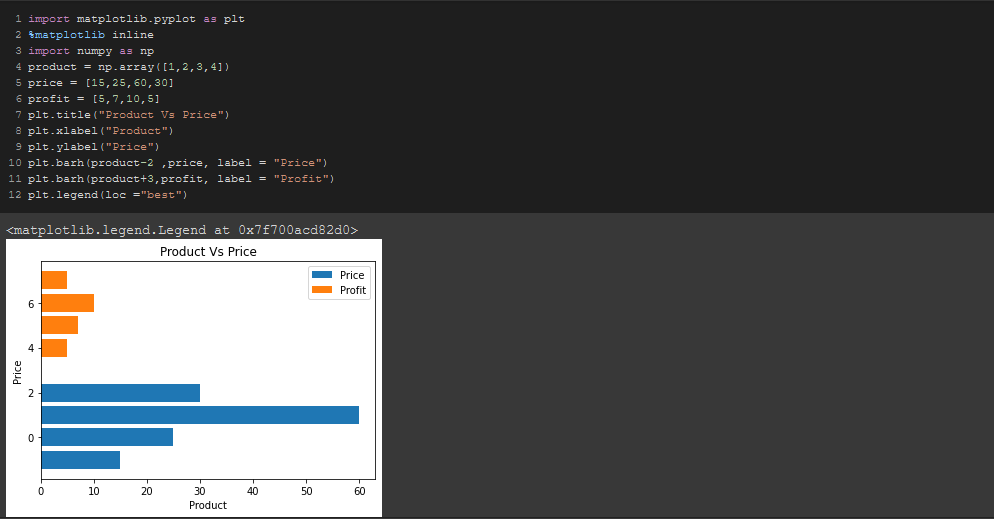 1 import matplotlib.pyplot as plt
2 %matplotlib inline
3 import numpy as np
4 product = np.array([1,2,3,4])
5 price = [15,25,60,30]
6 profit = [5,7,10,5]
7 plt.title("Product Vs Price")
8 plt.xlabel("Product")
9 plt.ylabel("Price")
10 plt.barh(product-2 ,price, label = "Price")
11 plt.barh(product+3,profit, label = "Profit")
12 plt.legend(loc ="best")
<matplotlib.legend.Legend at 0x7f700acd82d0>
Product Vs Price
Price
Profit
6
4
2
0
Price
0 10 20 30 40 50 60
Product